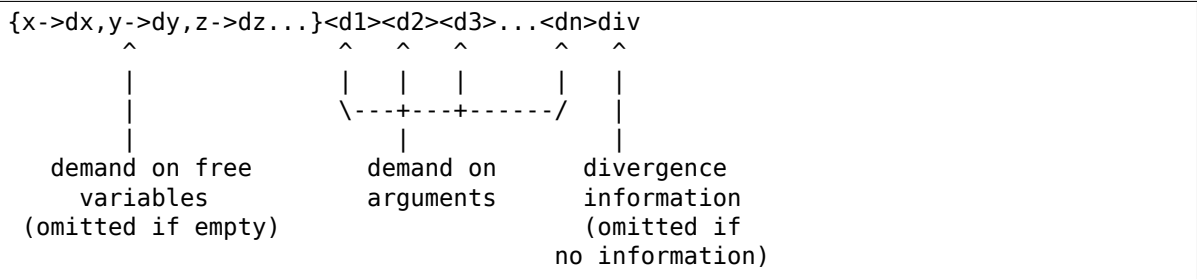 {x->dx,y->dy,z->dz...}<d1><d2><d3>...<dn>div
        ^              ^   ^   ^      ^   ^
        |              |   |   |      |   |
        |              \---+---+------/   |
        |                  |              |
   demand on free        demand on      divergence
     variables           arguments      information
 (omitted if empty)                     (omitted if
                                      no information)